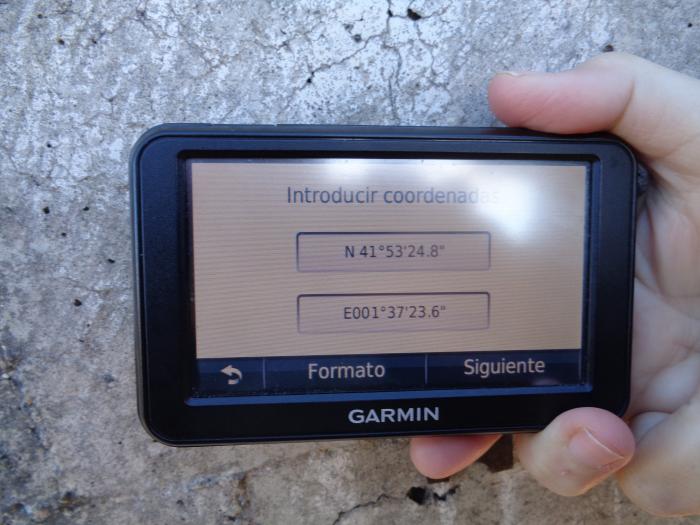 Introducir coordenadas
N 41°53'24.8"
E001°37'23.6"
Formato
Siguiente
GARMIN